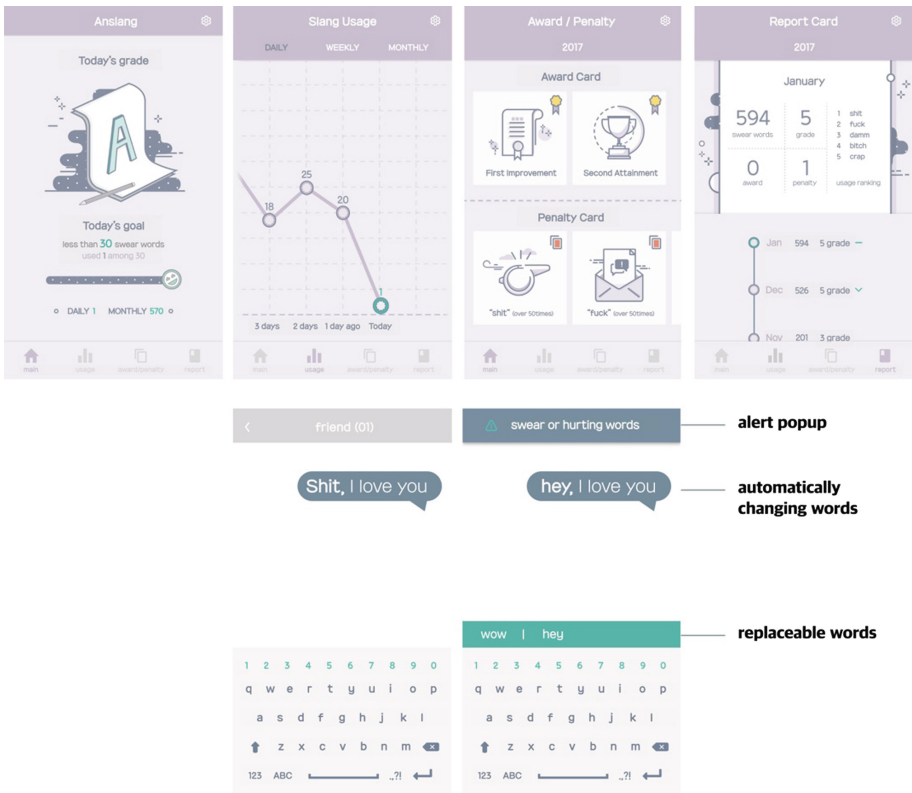 Anslang
Today's grade
A
Today's goal
less than 30 swear words
used 1 among 30
DAILY 1 MONTHLY 570
main usage award/penalty report
Slang Usage
DAILY WEEKLY MONTHLY
18
25
20
1
3 days 2 days 1 day ago Today
main usage award/penalty report
Award / Penalty
2017
Award Card
First Improvement Second Attainment
Penalty Card
"shit" (over 50times) "fuck" (over 50times)
main usage award/penalty report
Report Card
2017
January
594 5
swear words grade
0 1
award penalty
1 shit
2 fuck
3 damm
4 bitch
5 crap
usage ranking
Jan 594 5 grade
Dec 526 5 grade
Nov 201 3 grade
main usage award/penalty report
friend (01)
Shit, I love you
1 2 3 4 5 6 7 8 9 0
q w e r t y u i o p
a s d f g h j k l
z x c v b n m
123 ABC .,?!
swear or hurting words
hey, I love you
wow | hey
1 2 3 4 5 6 7 8 9 0
q w e r t y u i o p
a s d f g h j k l
z x c v b n m
123 ABC .,?!
alert popup
automatically
changing words
replaceable words